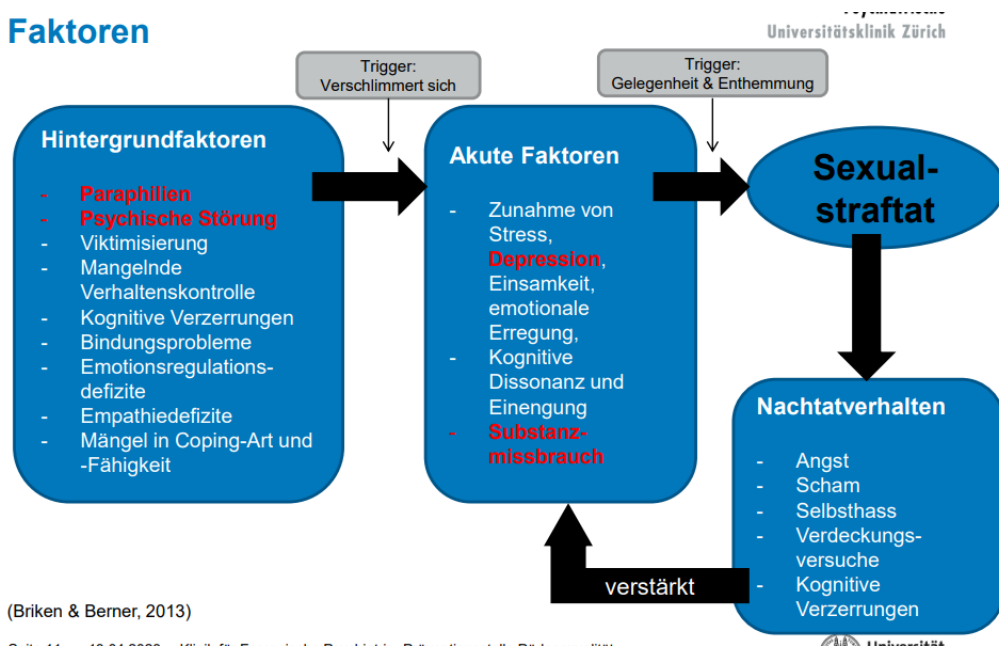 Faktoren
Universitätsklinik Zürich
Trigger:
Verschlimmert sich
Trigger:
Gelegenheit & Enthemmung
Hintergrundfaktoren
- Paraphilien
- Psychische Störung
- Viktimisierung
- Mangelnde
Verhaltenskontrolle
- Kognitive Verzerrungen
- Bindungsprobleme
- Emotionsregulations-
defizite
- Empathiedefizite
- Mängel in Coping-Art und
-Fähigkeit
Akute Faktoren
- Zunahme von
Stress,
Depression,
Einsamkeit,
emotionale
Erregung,
- Kognitive
Dissonanz und
Einengung
- Substanz-
missbrauch
Sexual-
straftat
Nachtatverhalten
- Angst
- Scham
- Selbsthass
- Verdeckungs-
versuche
- Kognitive
Verzerrungen
verstärkt
(Briken & Berner, 2013)
Universität